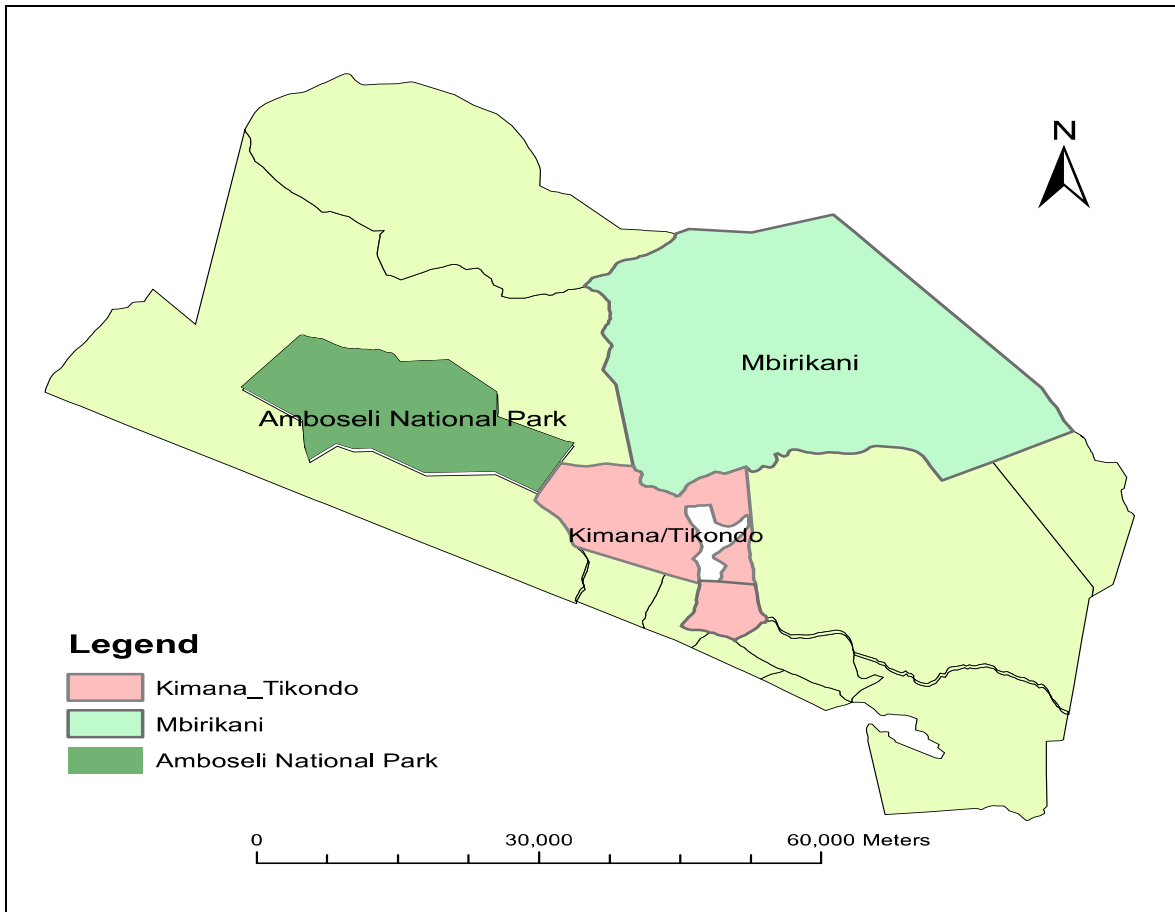 N
Mbirikani
Amboseli National Park
Kimana/Tikondo
Legend
Kimana_Tikondo
Mbirikani
Amboseli National Park
0 30,000 60,000 Meters